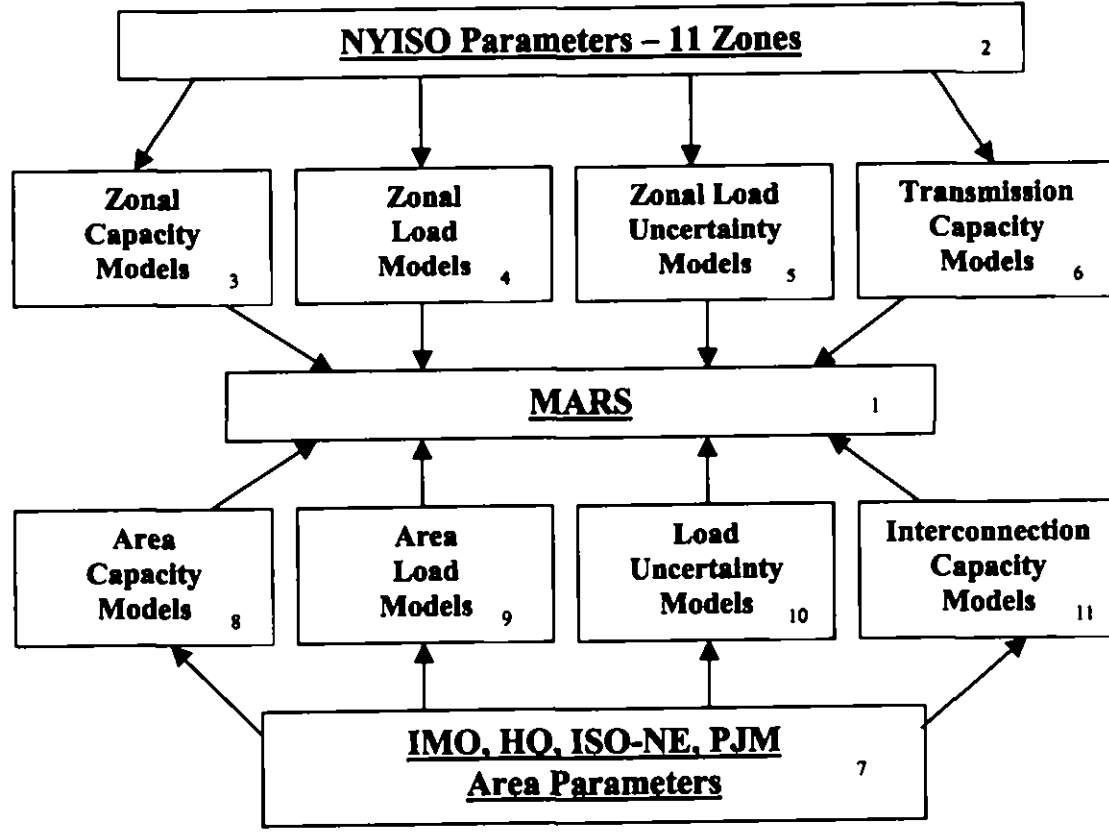 NYISO Parameters – 11 Zones 2
Zonal
Capacity
Models 3
Zonal
Load
Models 4
Zonal Load
Uncertainty
Models 5
Transmission
Capacity
Models 6
MARS 1
Area
Capacity
Models 8
Area
Load
Models 9
Load
Uncertainty
Models 10
Interconnection
Capacity
Models 11
IMO, HQ, ISO-NE, PJM
Area Parameters 7